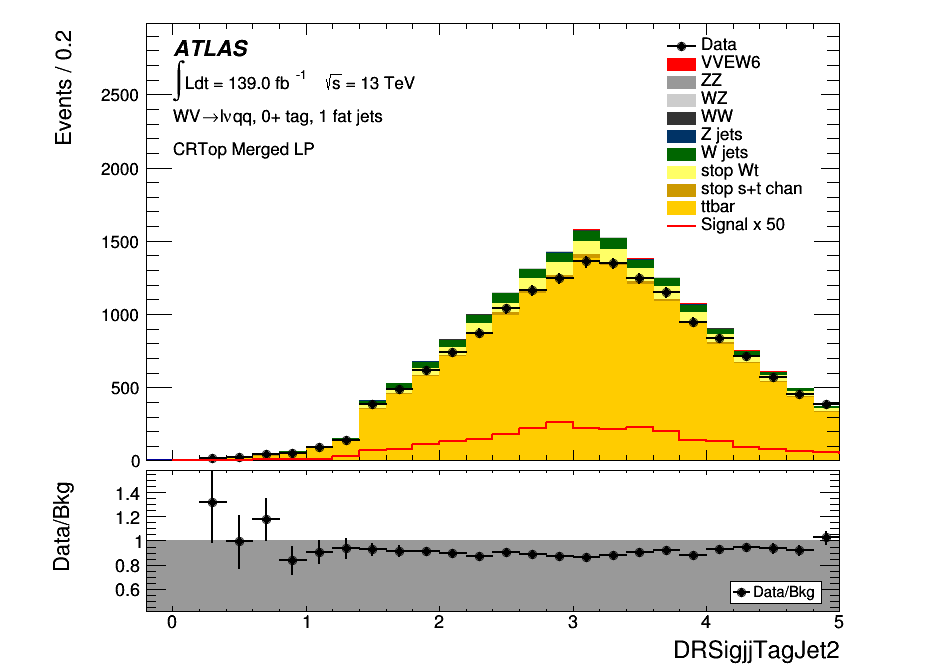 Events / 0.2
ATLAS
∫Ldt = 139.0 fb⁻¹ √s = 13 TeV
WV→lνqq, 0+ tag, 1 fat jets
CRTop Merged LP
Data
VVEW6
ZZ
WZ
WW
Z jets
W jets
stop Wt
stop s+t chan
ttbar
Signal x 50
2500
2000
1500
1000
500
0
Data/Bkg
1.4
1.2
1
0.8
0.6
Data/Bkg
0 1 2 3 4 5
DRSigjjTagJet2